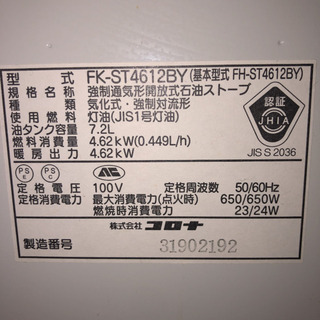 型式 FK-ST4612BY(基本型式 FH-ST4612BY)
規格名 強制通気形開放式石油ストーブ
種類 気化式・強制対流形
使用燃料 灯油(JIS1号灯油)
油タンク容量 7.2L
燃料消費量 4.62kW(0.449L/h)
暖房出力 4.62kW
認証
JHIA
JIS S 2036
PS E
PS C
定格電圧 100V 定格周波数 50/60Hz
定格消費電力 最大消費電力(点火時) 650/650W
燃焼時消費電力 23/24W
株式会社 コロナ
製造番号 31902192